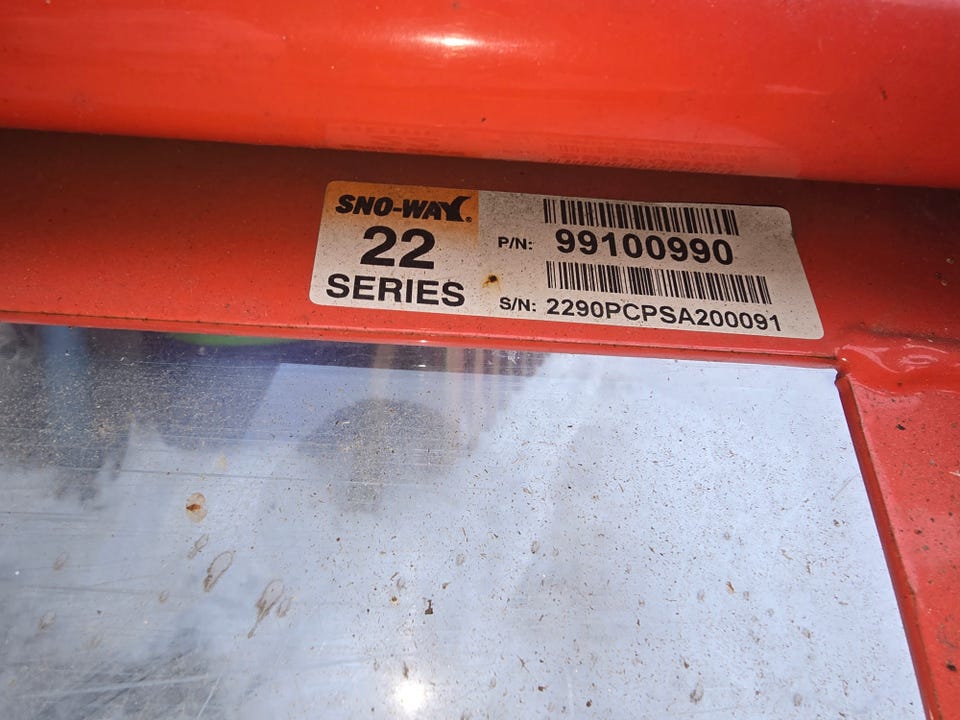 SNO-WAY®
22
SERIES
P/N: 99100990
S/N: 2290PCPSA200091